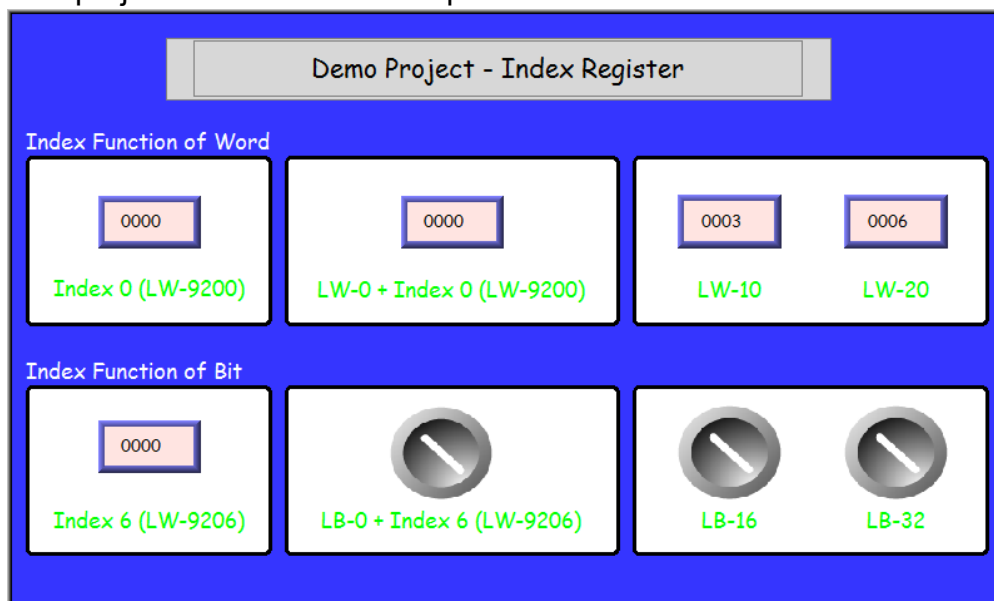 Demo Project - Index Register
Index Function of Word
0000
0000
0003
0006
Index 0 (LW-9200)
LW-0 + Index 0 (LW-9200)
LW-10
LW-20
Index Function of Bit
0000
Index 6 (LW-9206)
LB-0 + Index 6 (LW-9206)
LB-16
LB-32